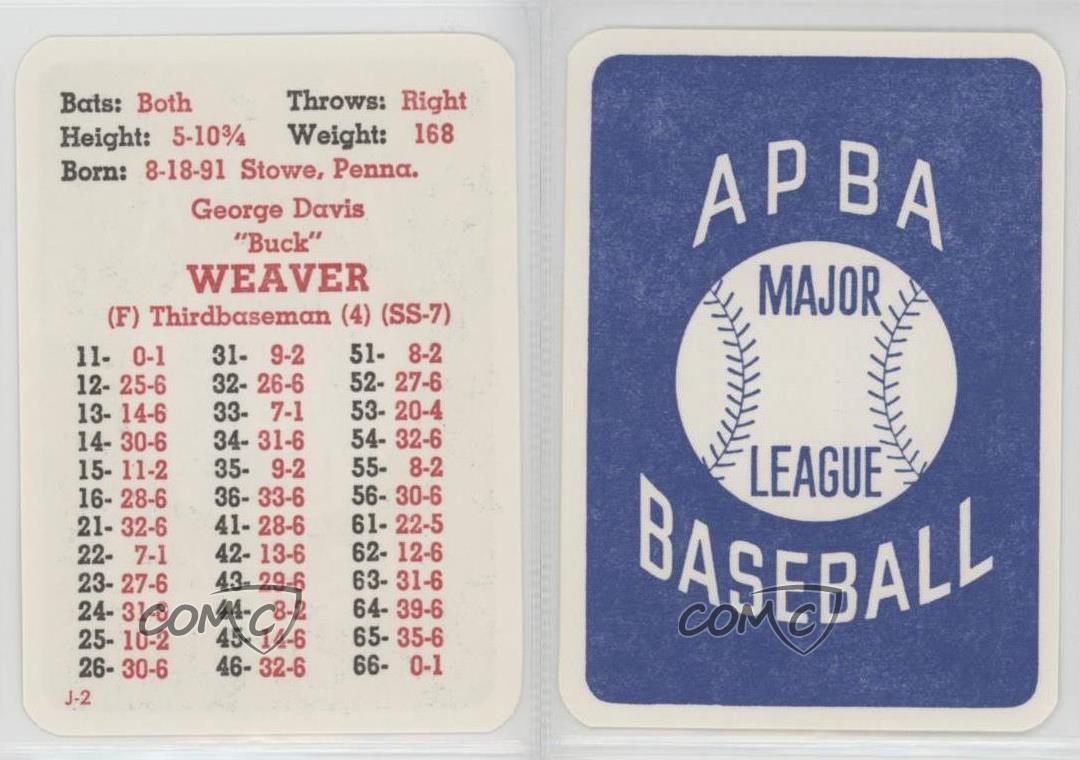 Bats: Both Throws: Right
Height: 5-10¾ Weight: 168
Born: 8-18-91 Stowe, Penna.
George Davis
"Buck"
WEAVER
(F) Thirdbaseman (4) (SS-7)
11- 0-1 31- 9-2 51- 8-2
12- 25-6 32- 26-6 52- 27-6
13- 14-6 33- 7-1 53- 20-4
14- 30-6 34- 31-6 54- 32-6
15- 11-2 35- 9-2 55- 8-2
16- 28-6 36- 33-6 56- 30-6
21- 32-6 41- 28-6 61- 22-5
22- 7-1 42- 13-6 62- 12-6
23- 27-6 43- 29-6 63- 31-6
24- 31-6 44- 8-2 64- 39-6
25- 10-2 45- 14-6 65- 35-6
26- 30-6 46- 32-6 66- 0-1
J-2
COMC
APBA
MAJOR
LEAGUE
BASEBALL
COMC